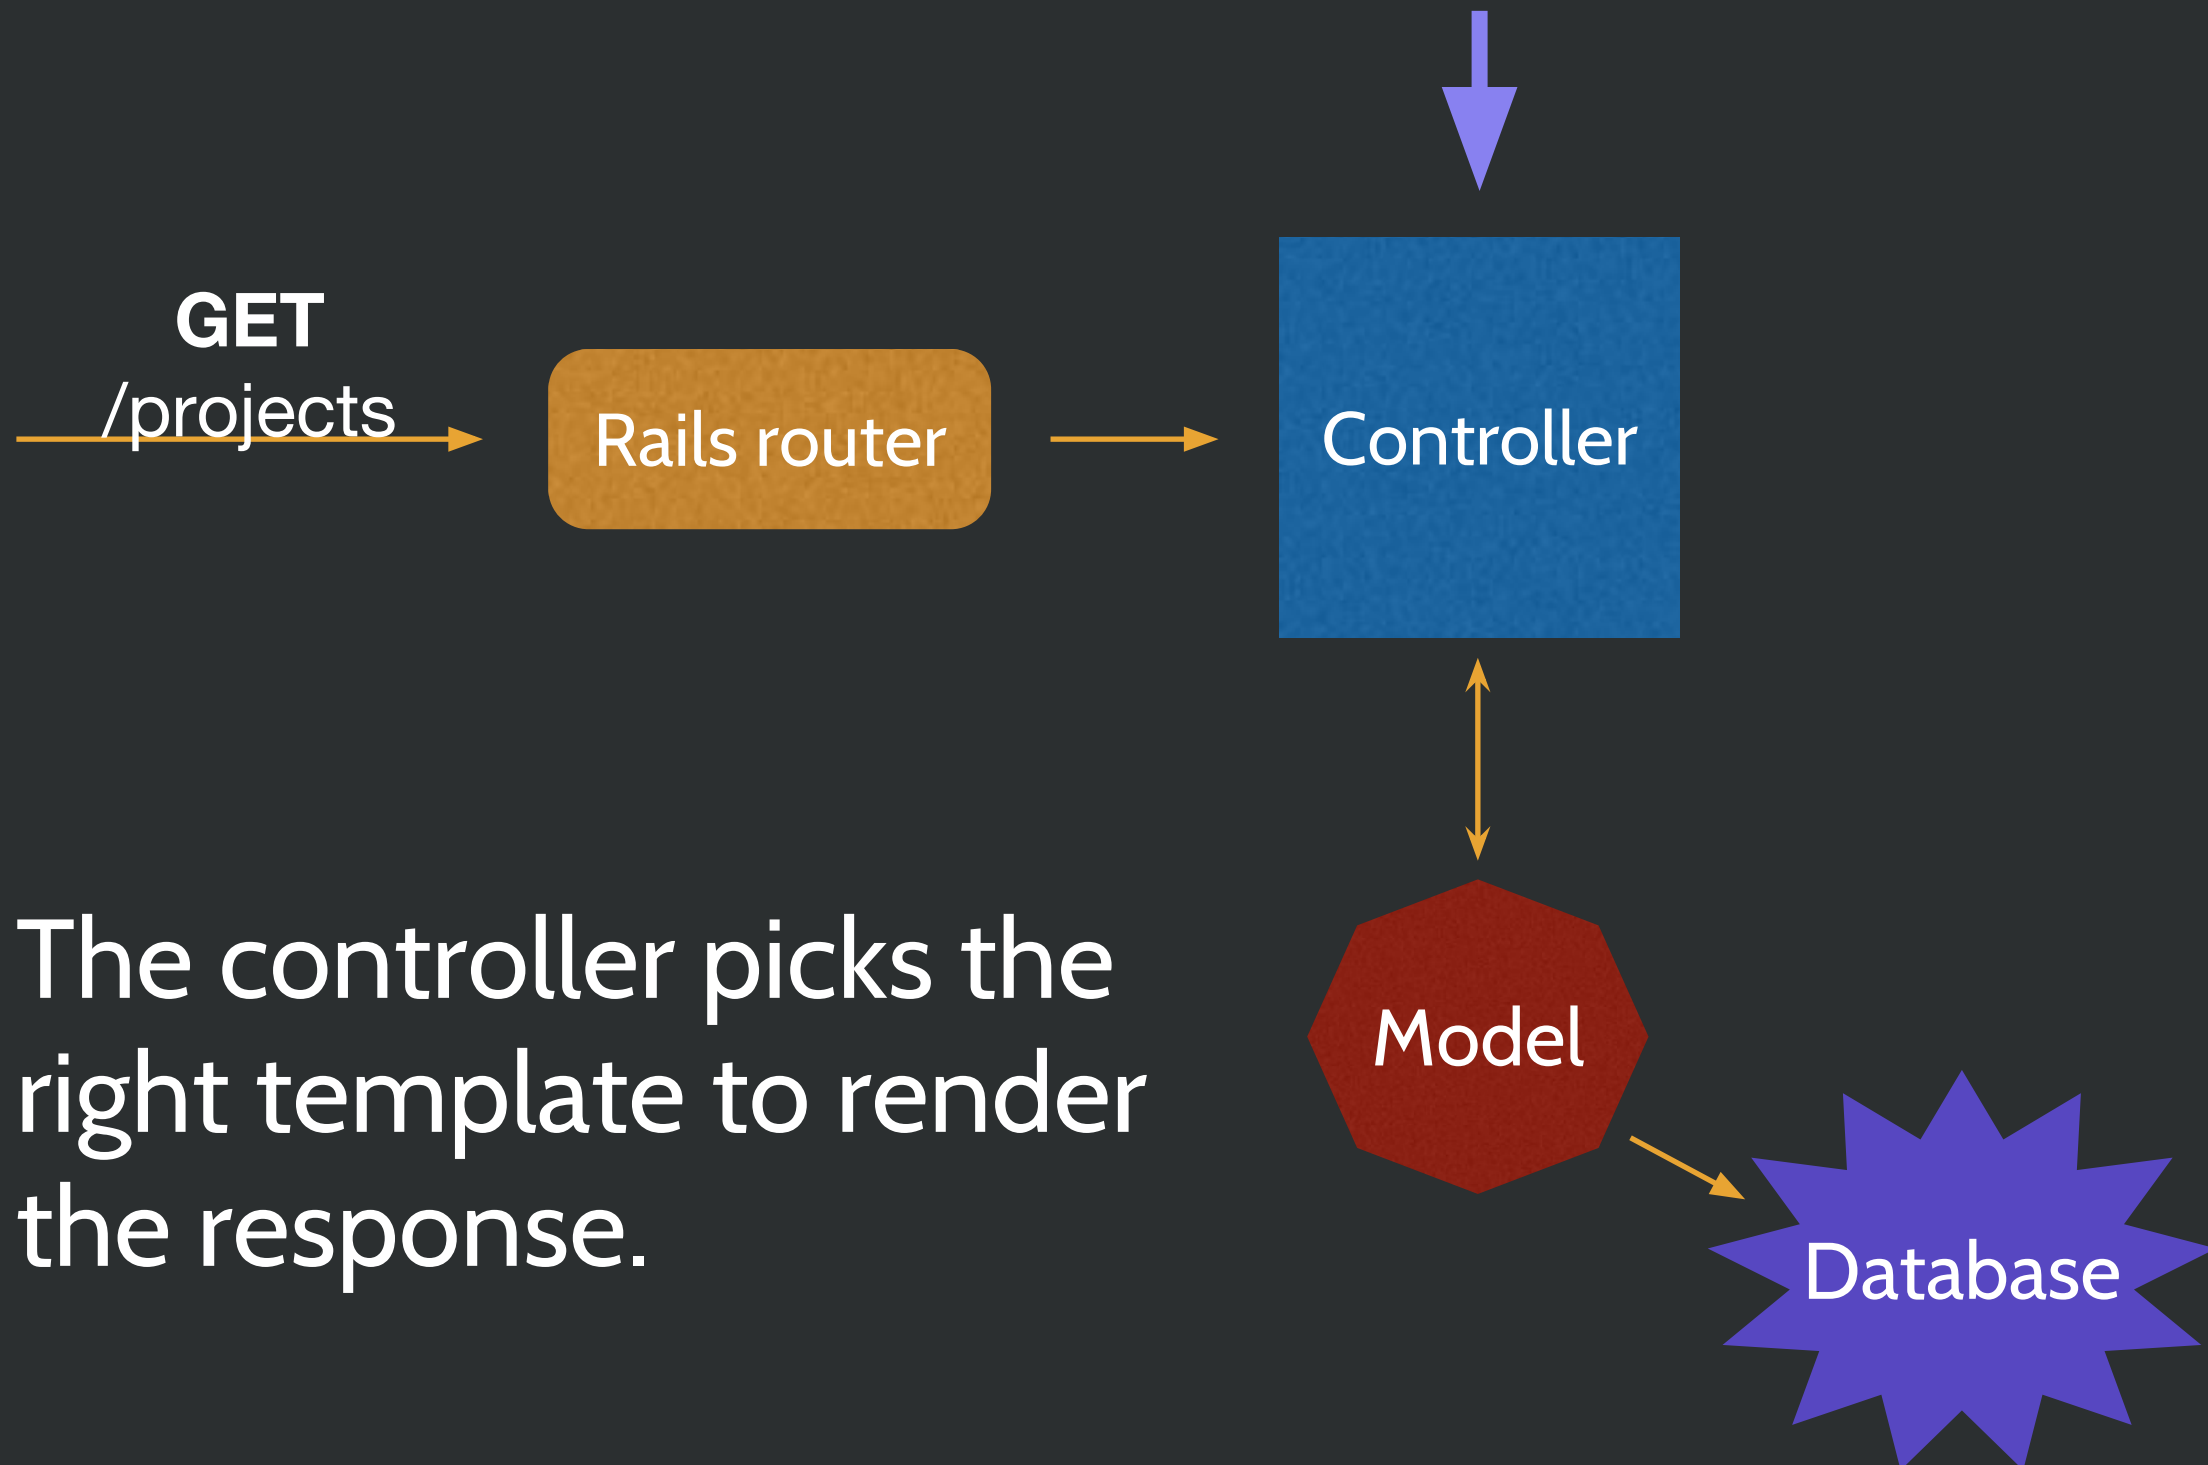 GET
/projects
Rails router
Controller
The controller picks the
right template to render
the response.
Model
Database